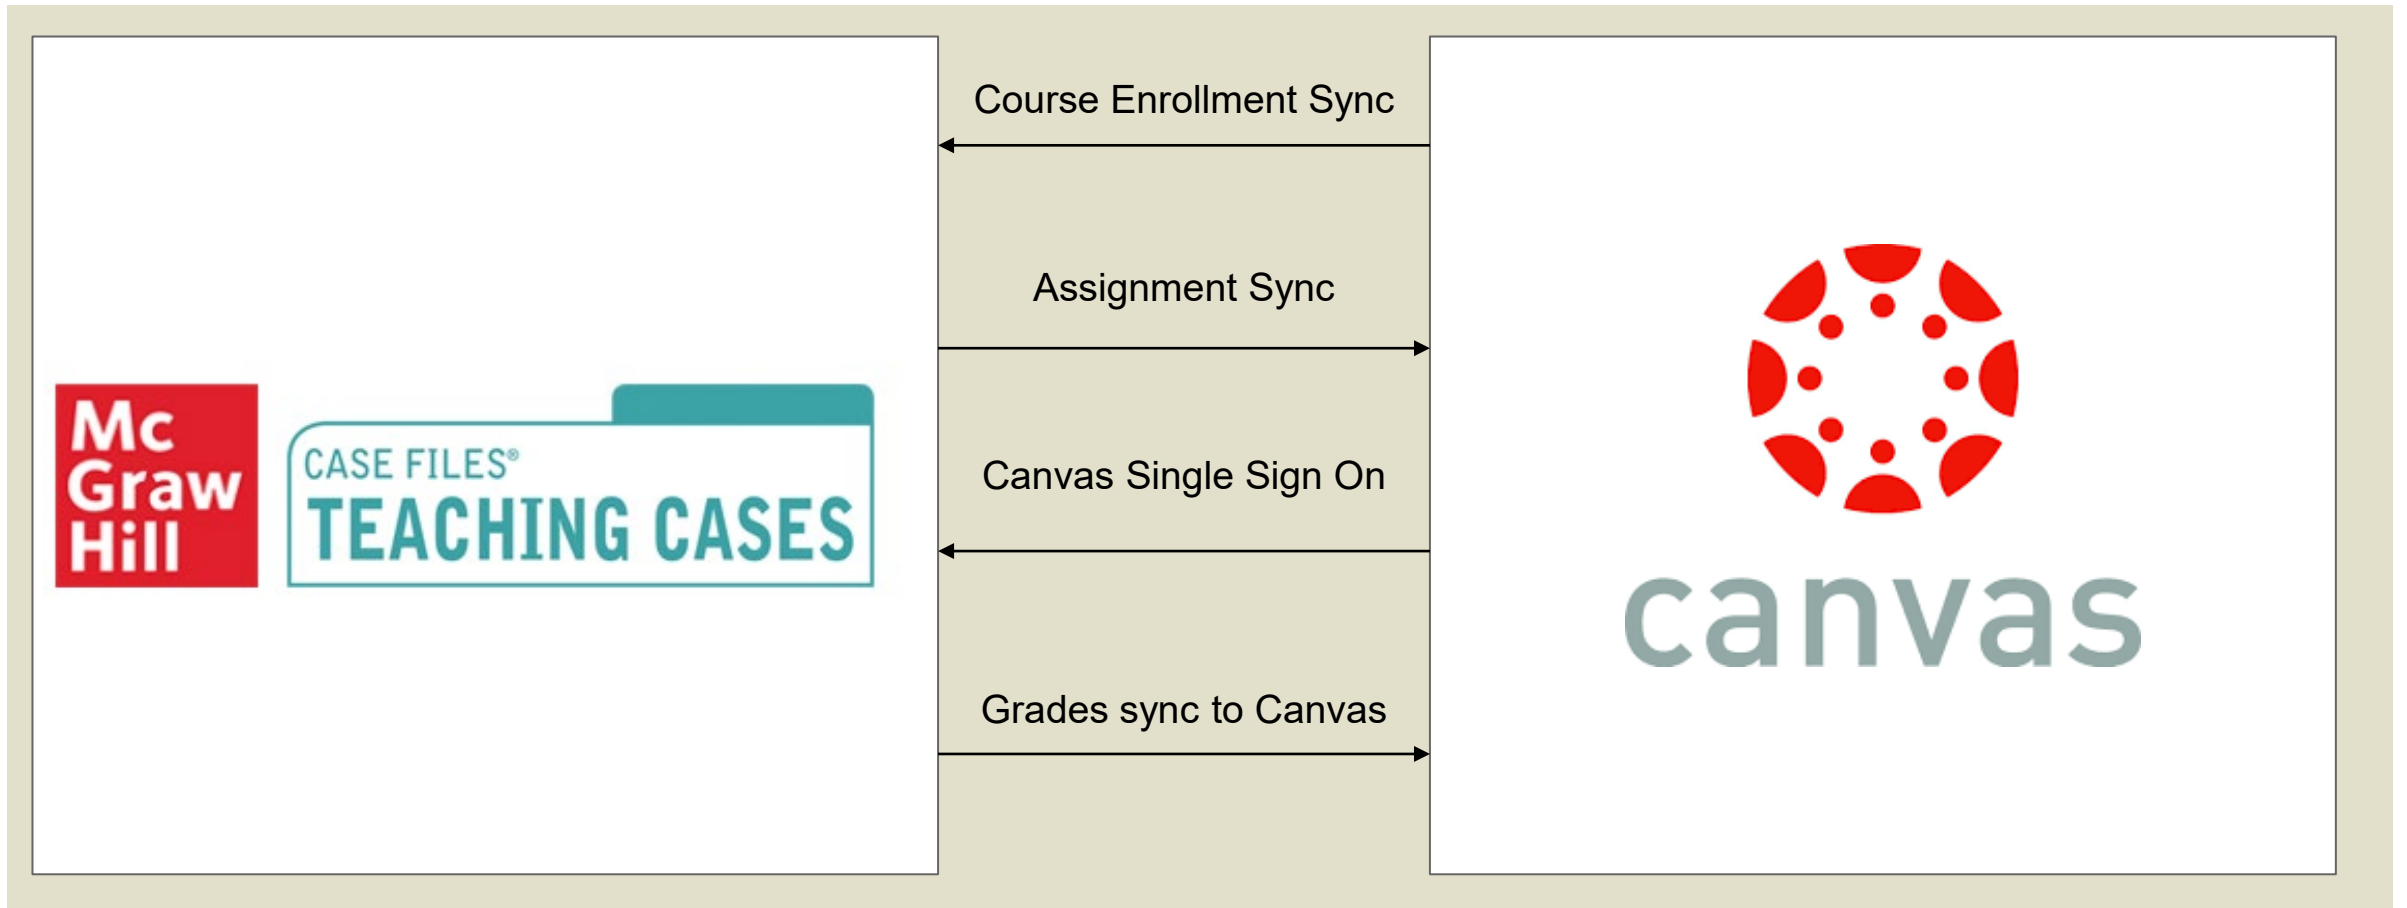 Course Enrollment Sync
Assignment Sync
Mc
Graw
Hill
CASE FILES®
TEACHING CASES
Canvas Single Sign On
canvas
Grades sync to Canvas